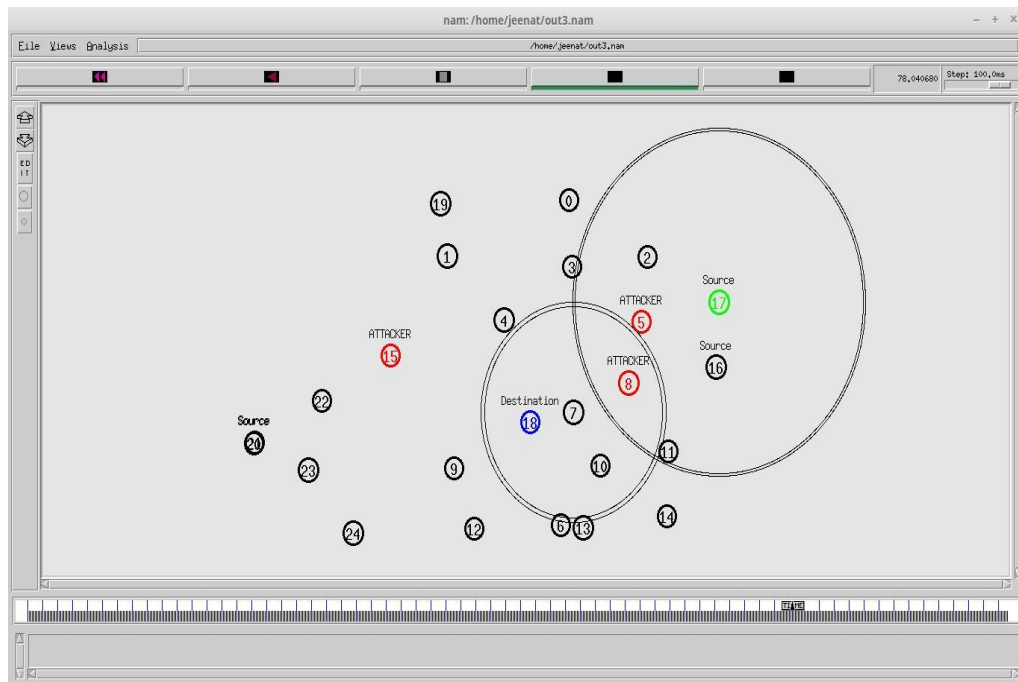 nam: /home/jeenat/out3.nam
File Views Analysis /home/jeenat/out3.nam
78.040680 Step: 100.0ms
ED
IT
19
0
1
3
2
Source
17
ATTACKER
5
4
ATTACKER
15
Source
16
ATTACKER
8
22
Destination
18
7
Source
11
23
9
10
24
12
6
13
14
TIME